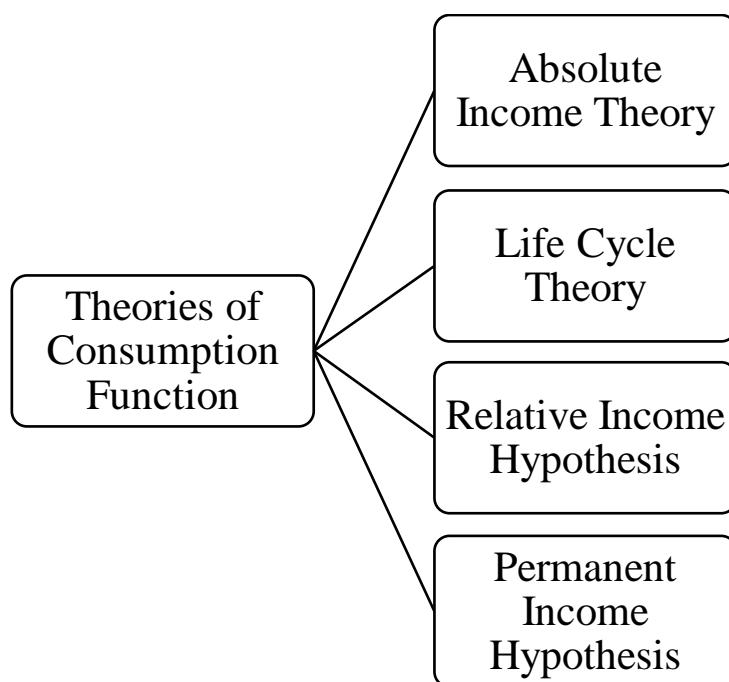 Theories of
Consumption
Function
Absolute
Income Theory
Life Cycle
Theory
Relative Income
Hypothesis
Permanent
Income
Hypothesis